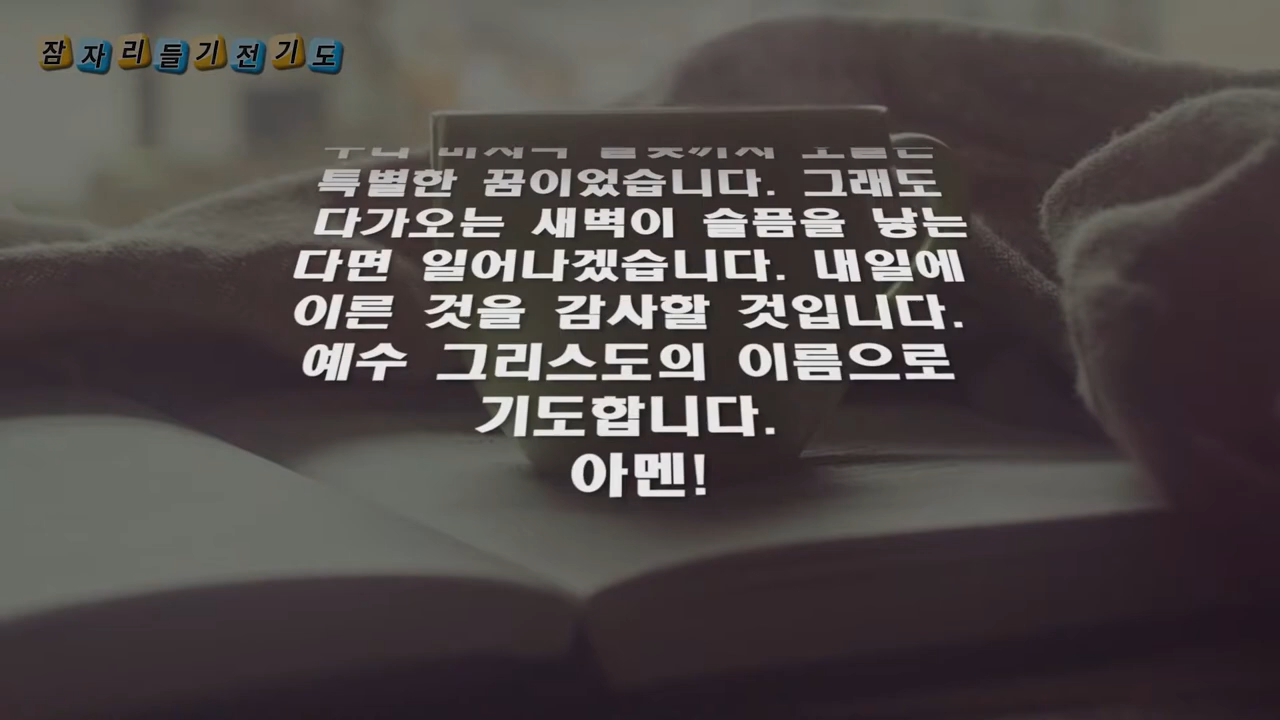 잠자리들기전기도
특별한 꿈이었습니다. 그래도
다가오는 새벽이 슬픔을 낳는
다면 일어나겠습니다. 내일에
이른 것을 감사할 것입니다.
예수 그리스도의 이름으로
기도합니다.
아멘!